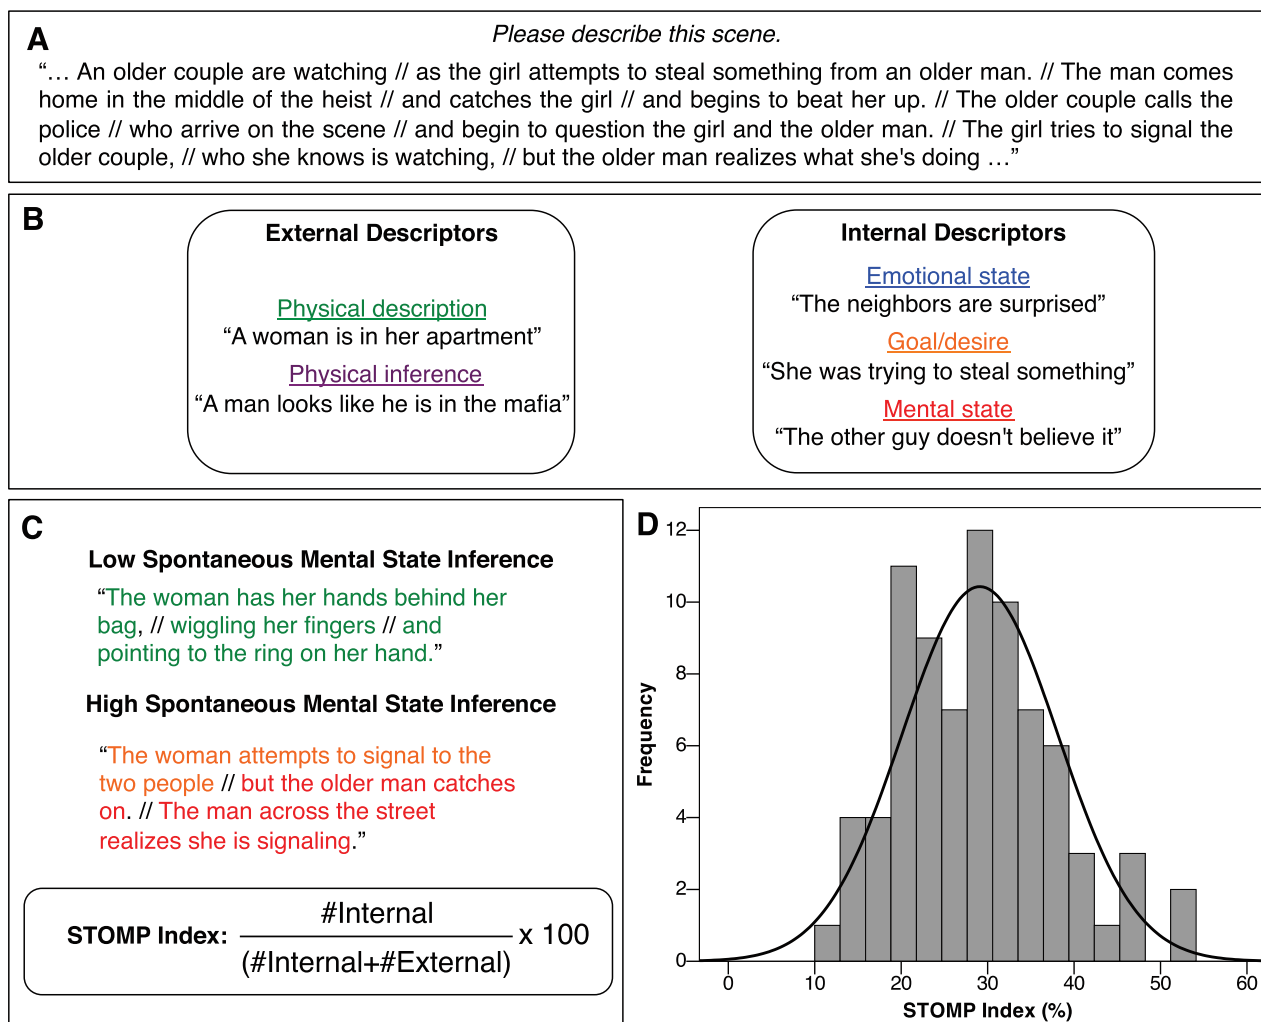 A
Please describe this scene.
“… An older couple are watching // as the girl attempts to steal something from an older man. // The man comes
home in the middle of the heist // and catches the girl // and begins to beat her up. // The older couple calls the
police // who arrive on the scene // and begin to question the girl and the older man. // The girl tries to signal the
older couple, // who she knows is watching, // but the older man realizes what she's doing …”
B
External Descriptors
Physical description
“A woman is in her apartment”
Physical inference
“A man looks like he is in the mafia”
Internal Descriptors
Emotional state
“The neighbors are surprised”
Goal/desire
“She was trying to steal something”
Mental state
“The other guy doesn't believe it”
C
Low Spontaneous Mental State Inference
“The woman has her hands behind her
bag, // wiggling her fingers // and
pointing to the ring on her hand.”
High Spontaneous Mental State Inference
“The woman attempts to signal to the
two people // but the older man catches
on. // The man across the street
realizes she is signaling.”
STOMP Index:
#Internal
(#Internal+#External)
x 100
D
Frequency
12
10
8
6
4
2
0
0 10 20 30 40 50 60
STOMP Index (%)